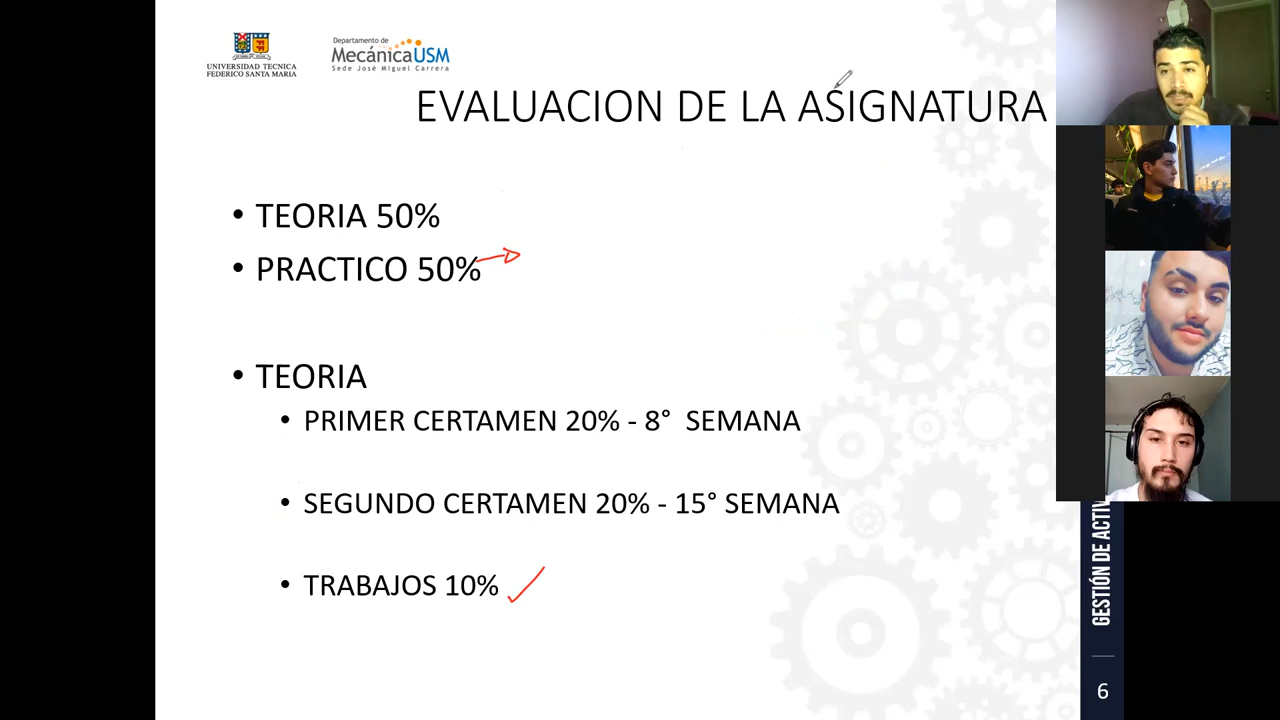 UNIVERSIDAD TECNICA
FEDERICO SANTA MARIA
Departamento de
MecánicaUSM
Sede José Miguel Carrera
EVALUACION DE LA ASIGNATURA
• TEORIA 50%
• PRACTICO 50%
• TEORIA
• PRIMER CERTAMEN 20% - 8° SEMANA
• SEGUNDO CERTAMEN 20% - 15° SEMANA
• TRABAJOS 10%
GESTIÓN DE ACTIV
6